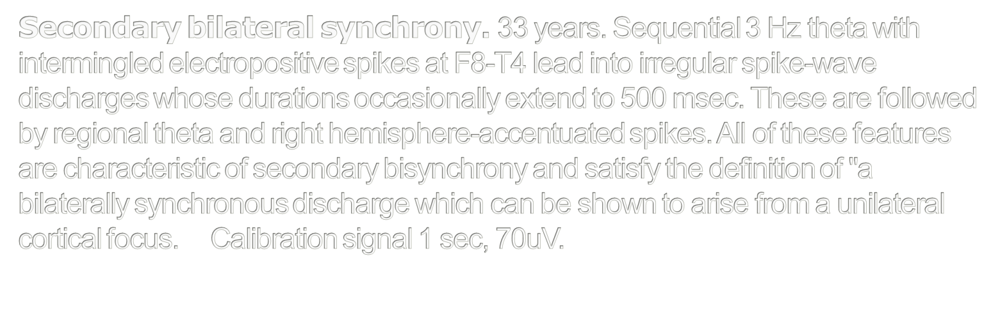 Secondary bilateral synchrony. 33 years. Sequential 3 Hz theta with
intermingled electropositive spikes at F8-T4 lead into irregular spike-wave
discharges whose durations occasionally extend to 500 msec. These are followed
by regional theta and right hemisphere-accentuated spikes. All of these features
are characteristic of secondary bisynchrony and satisfy the definition of "a
bilaterally synchronous discharge which can be shown to arise from a unilateral
cortical focus.    Calibration signal 1 sec, 70uV.